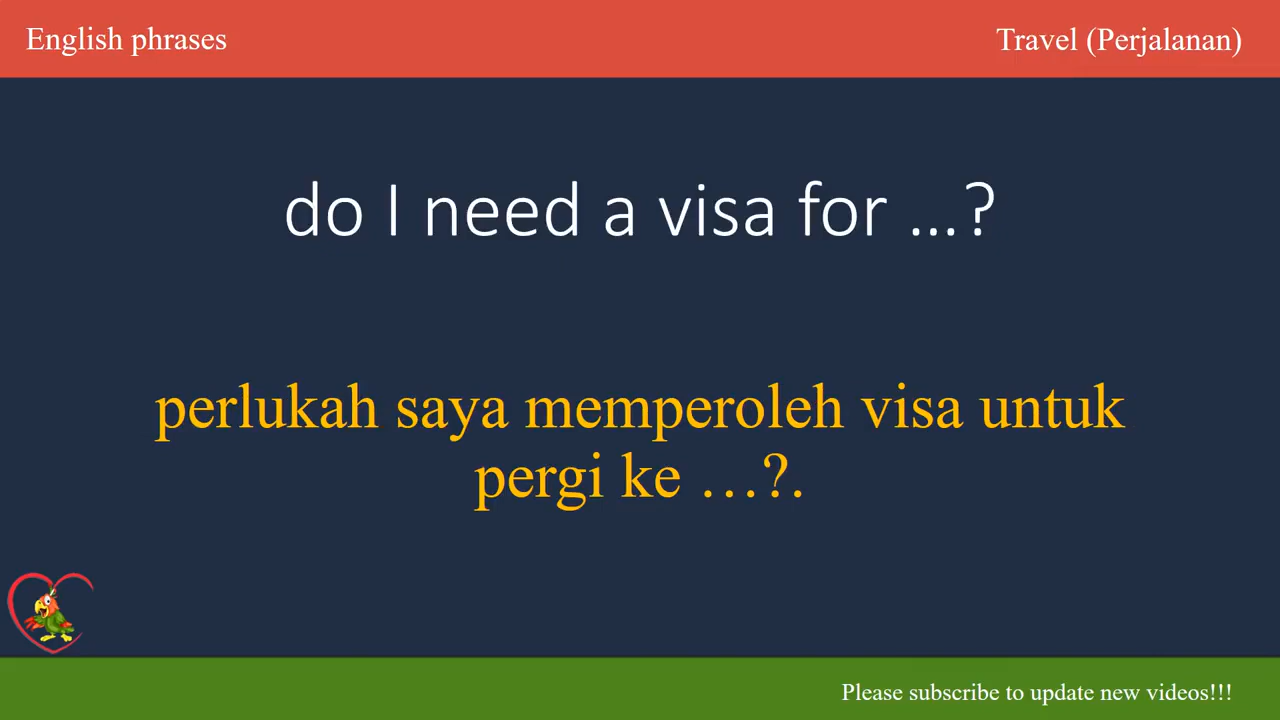 English phrases
Travel (Perjalanan)
do I need a visa for ...?
perlukah saya memperoleh visa untuk
pergi ke …?.
Please subscribe to update new videos!!!